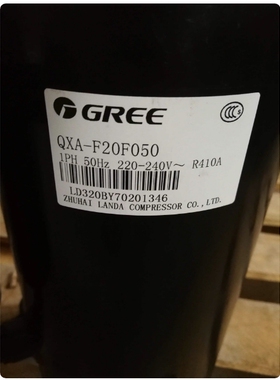 GREE
QXA-F20F050
1PH 50Hz 220-240V~ R410A
LD320BY70201346
ZHUHAI LANDA COMPRESSOR CO.,LTD.